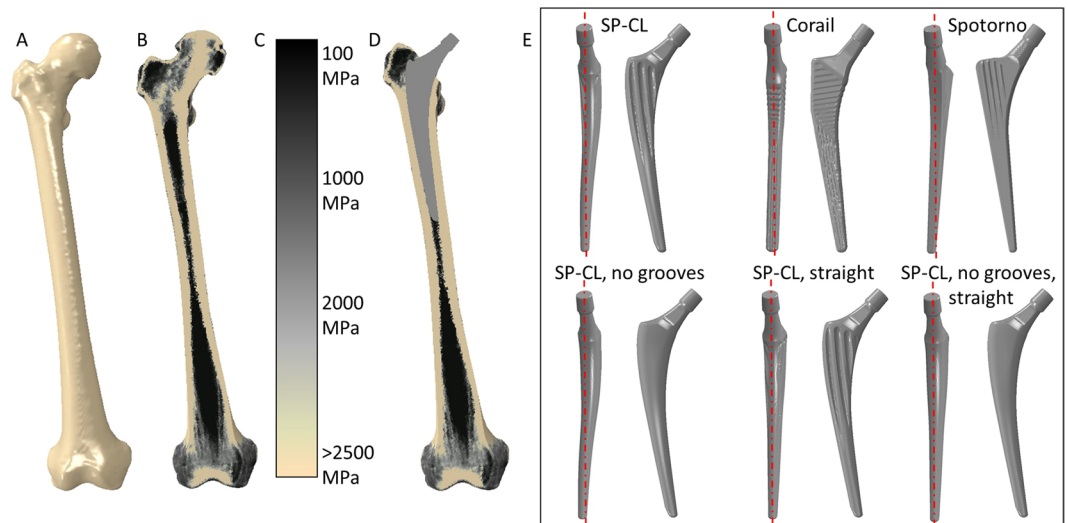 A
B
C
D
E
100
MPa
1000
MPa
2000
MPa
>2500
MPa
SP-CL
Corail
Spotorno
SP-CL, no grooves
SP-CL, straight
SP-CL, no grooves,
straight